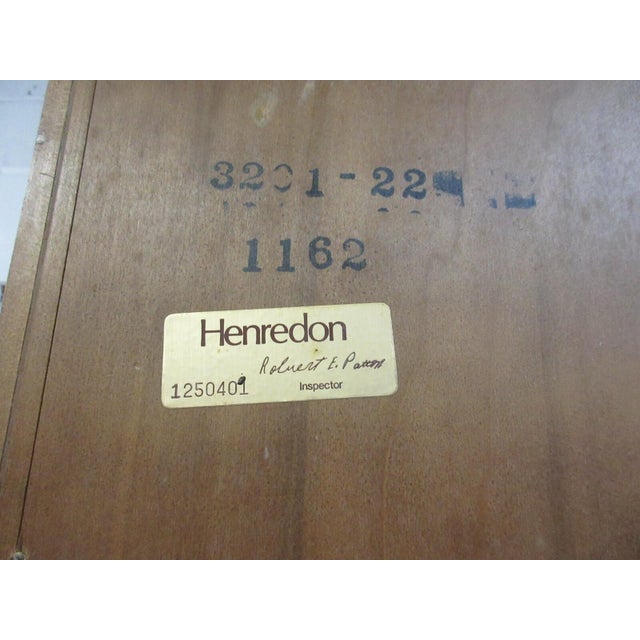 3201-22
1162
Henredon
Robert E. Patton
1250401 Inspector